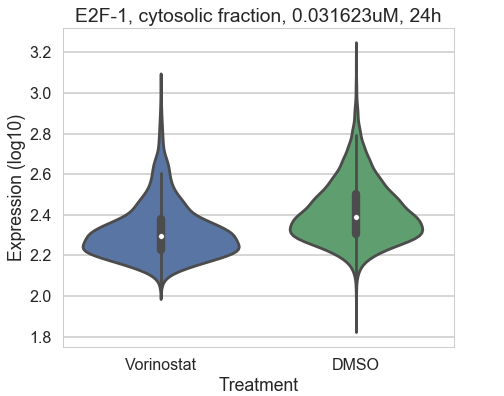 E2F-1, cytosolic fraction, 0.031623uM, 24h
Expression (log10)
3.2
3.0
2.8
2.6
2.4
2.2
2.0
1.8
Vorinostat DMSO
Treatment